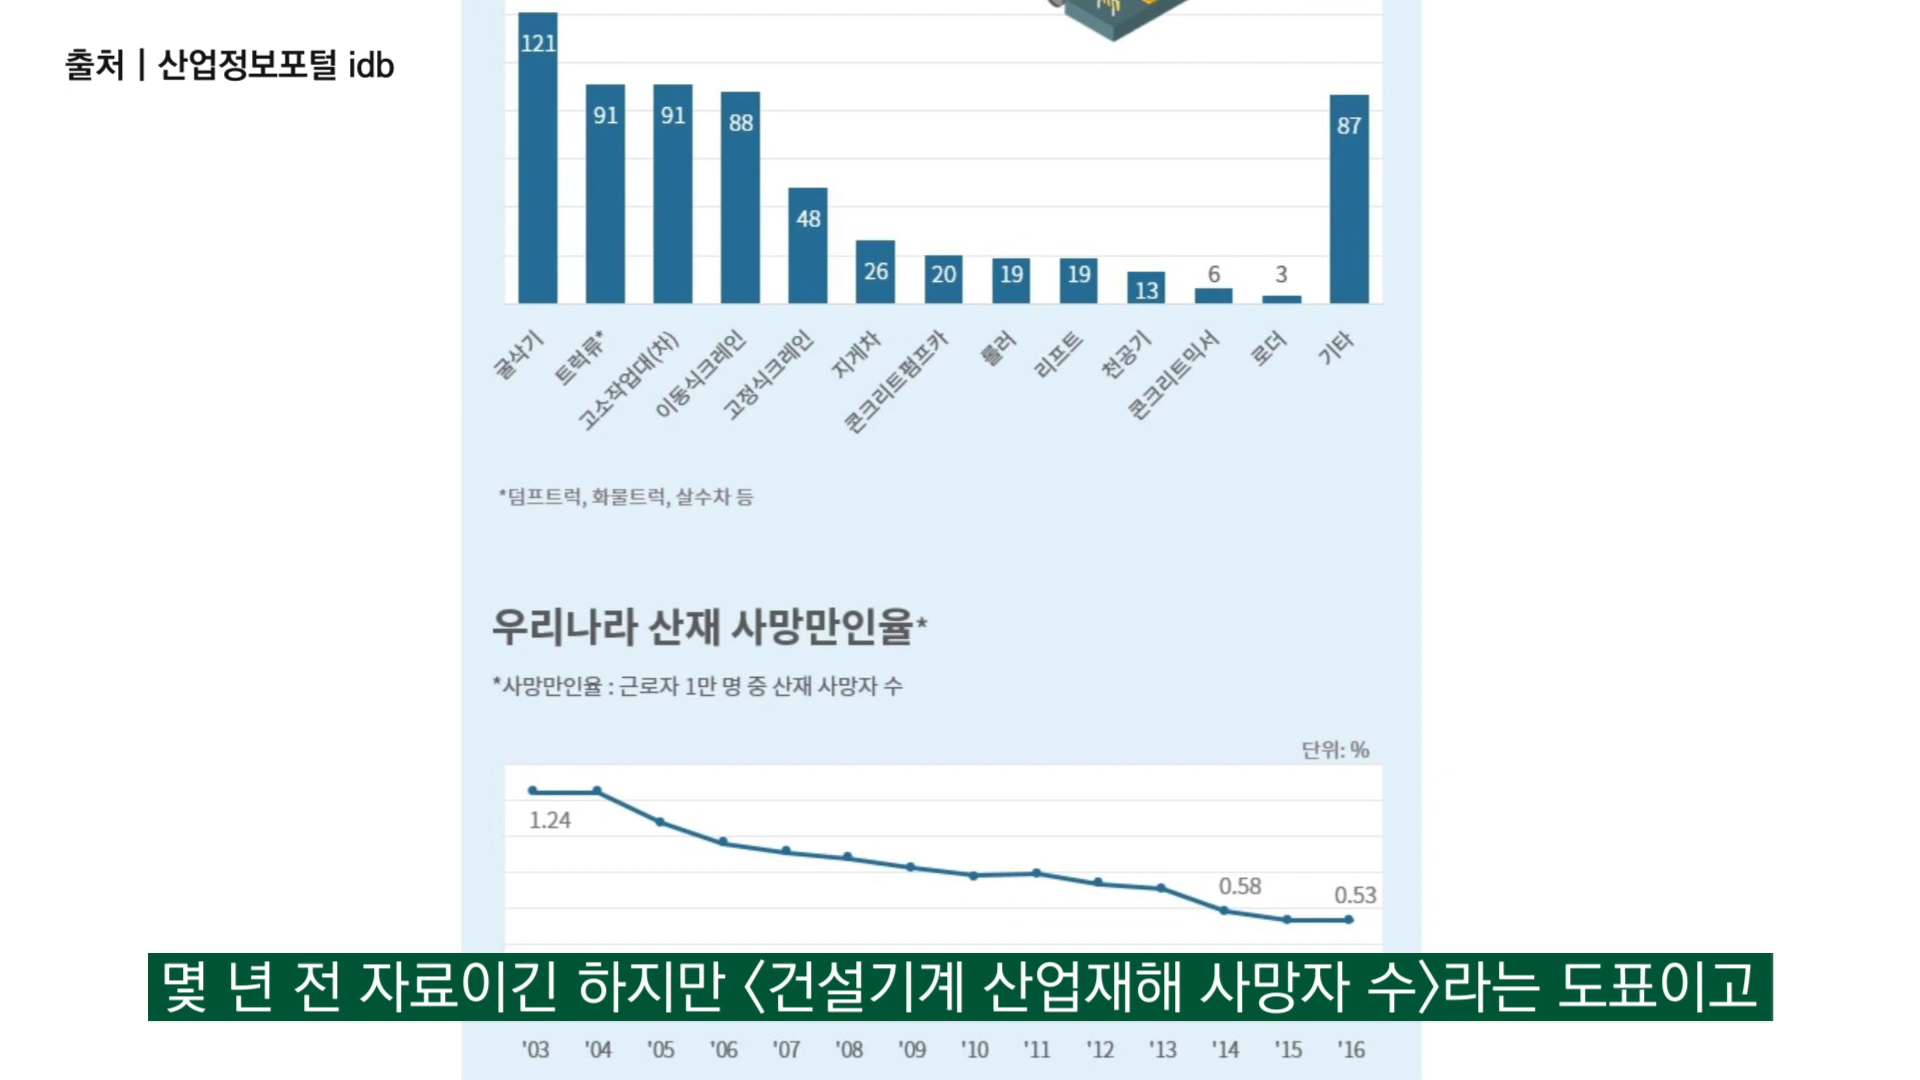 출처 | 산업정보포털 idb
121
91
91
88
48
26
20
19
19
13
6
3
87
굴삭기
트럭류*
고소작업대(차)
이동식크레인
고정식크레인
지게차
콘크리트펌프카
롤러
리프트
천공기
콘크리트믹서
로더
기타
*덤프트럭, 화물트럭, 살수차 등
우리나라 산재 사망만인율*
*사망만인율 : 근로자 1만 명 중 산재 사망자 수
단위: %
1.24
0.58
0.53
몇 년 전 자료이긴 하지만 〈건설기계 산업재해 사망자 수〉라는 도표이고
'03 '04 '05 '06 '07 '08 '09 '10 '11 '12 '13 '14 '15 '16